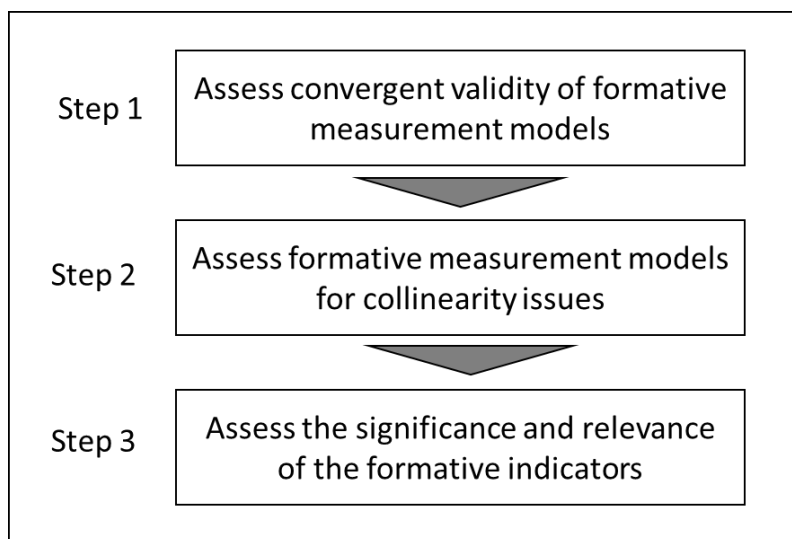 Step 1
Assess convergent validity of formative
measurement models
Step 2
Assess formative measurement models
for collinearity issues
Step 3
Assess the significance and relevance
of the formative indicators